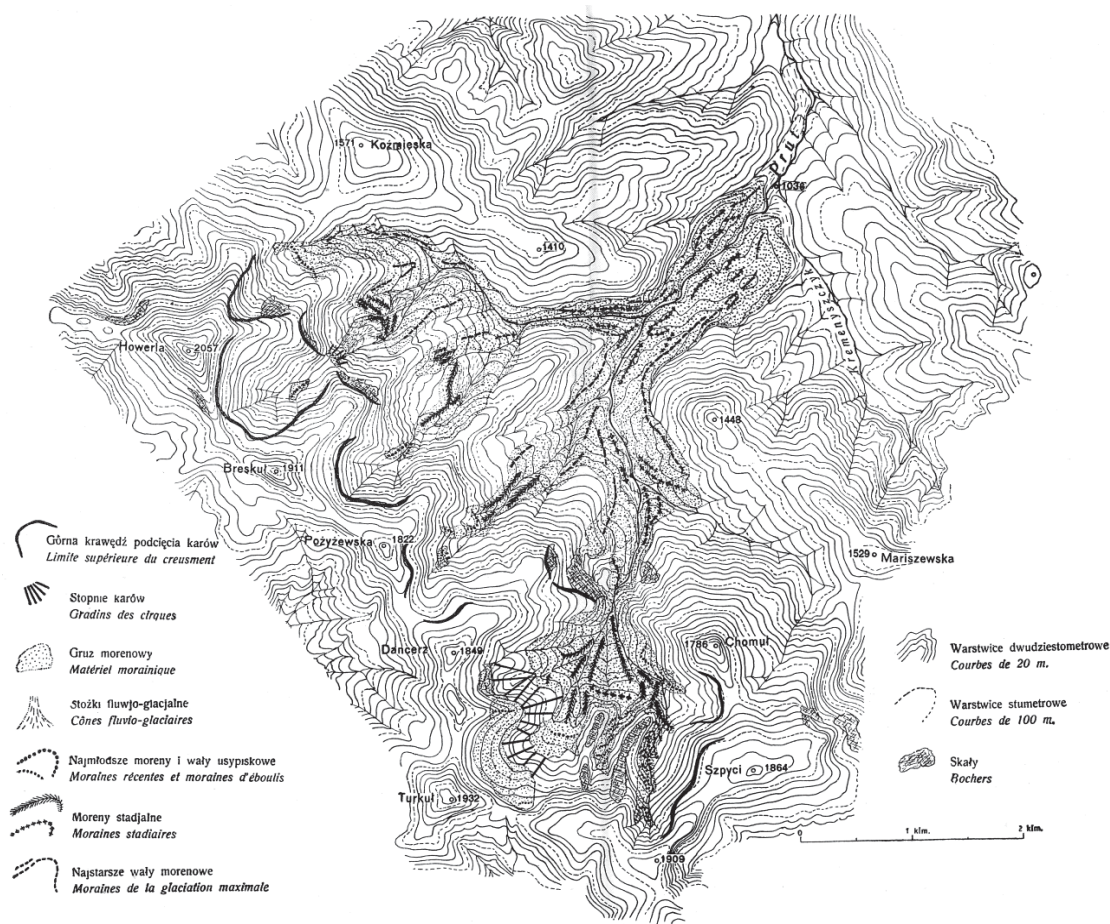 Prut
1036
1571 Koźmieska
1410
Kremenyszczyk
Howerla 2057
1448
Breskuł 1911
Pożyżewska 1822
1529 Mariszewska
Dancerz 1849
1786 Chomuł
Szpyci 1864
Turkuł 1932
1909
Górna krawędź podcięcia karów
Limite supérieure du creusment
Stopnie karów
Gradins des cirques
Gruz morenowy
Matériel morainique
Stożki fluwjo-glacjalne
Cônes fluvio-glaciaires
Najmłodsze moreny i wały usypiskowe
Moraines récentes et moraines d'éboulis
Moreny stadjalne
Moraines stadiaires
Najstarsze wały morenowe
Moraines de la glaciation maximale
Warstwice dwudziestometrowe
Courbes de 20 m.
Warstwice stumetrowe
Courbes de 100 m.
Skały
Rochers
0 1 klm. 2 klm.